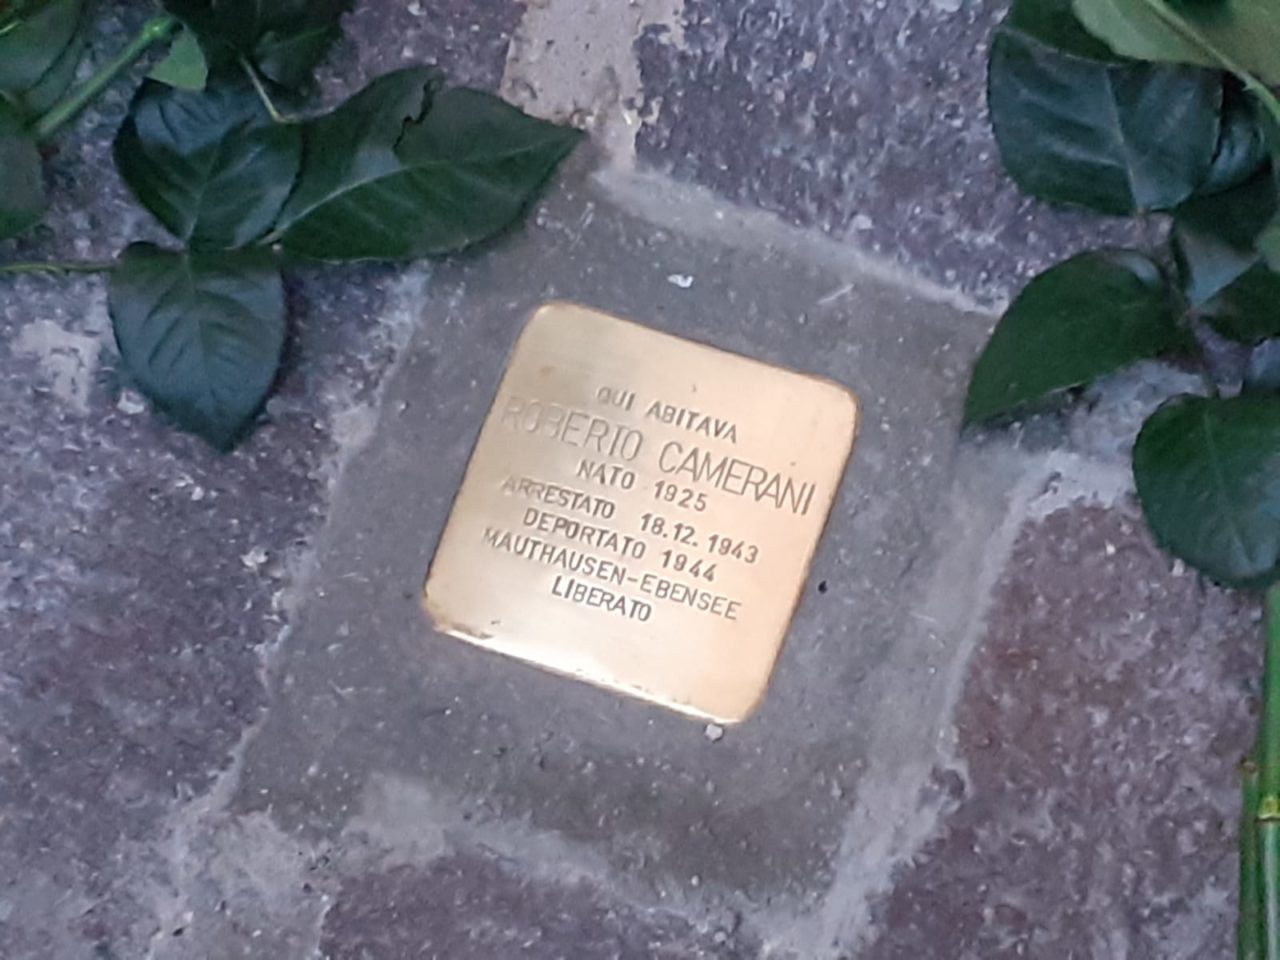 QUI ABITAVA
ROBERTO CAMERANI
NATO 1925
ARRESTATO 18.12.1943
DEPORTATO 1944
MAUTHAUSEN-EBENSEE
LIBERATO